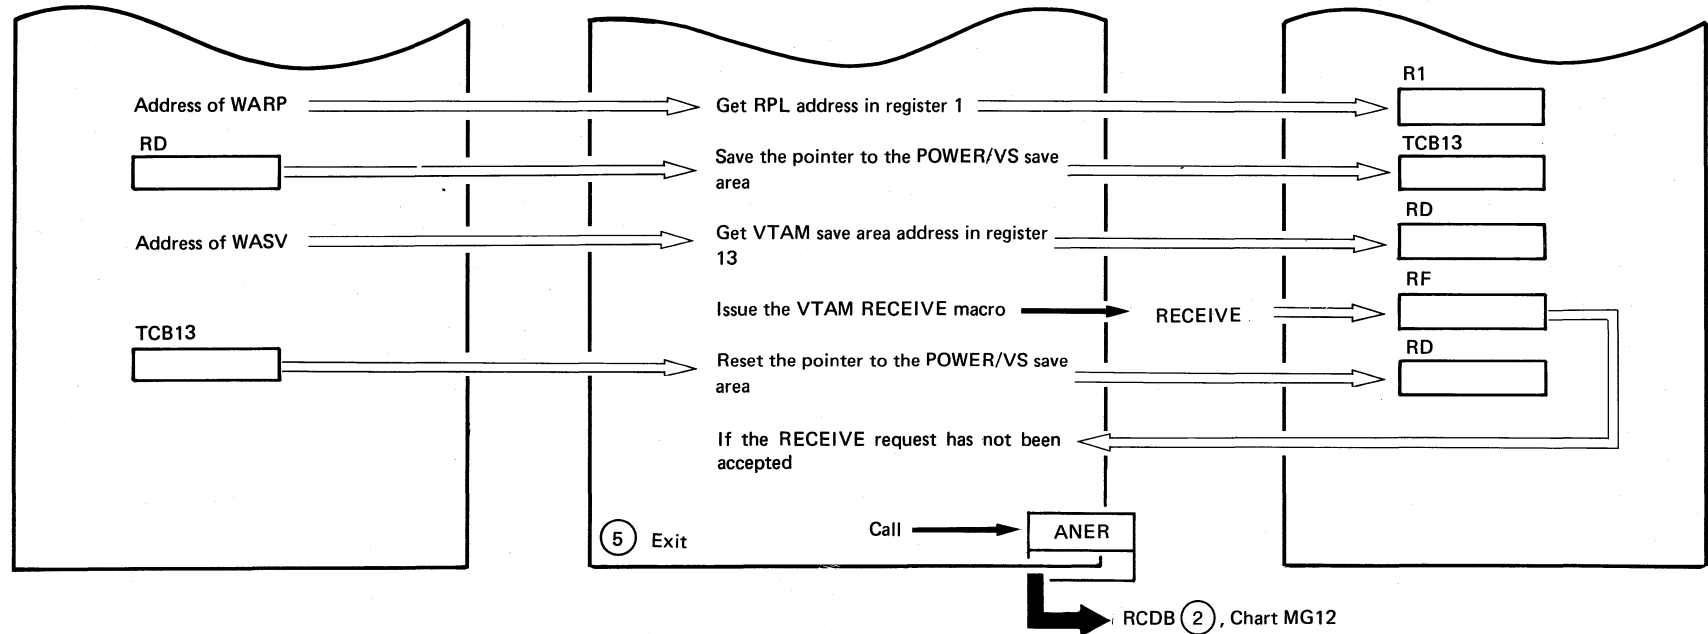 Address of WARP
Get RPL address in register 1
R1
RD
Save the pointer to the POWER/VS save
area
TCB13
Address of WASV
Get VTAM save area address in register
13
RD
Issue the VTAM RECEIVE macro
RECEIVE
RF
TCB13
Reset the pointer to the POWER/VS save
area
RD
If the RECEIVE request has not been
accepted
Call
ANER
5 Exit
RCDB 2, Chart MG12